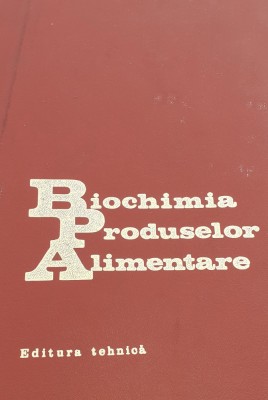 Biochimia
Produselor
Alimentare
Editura tehnică